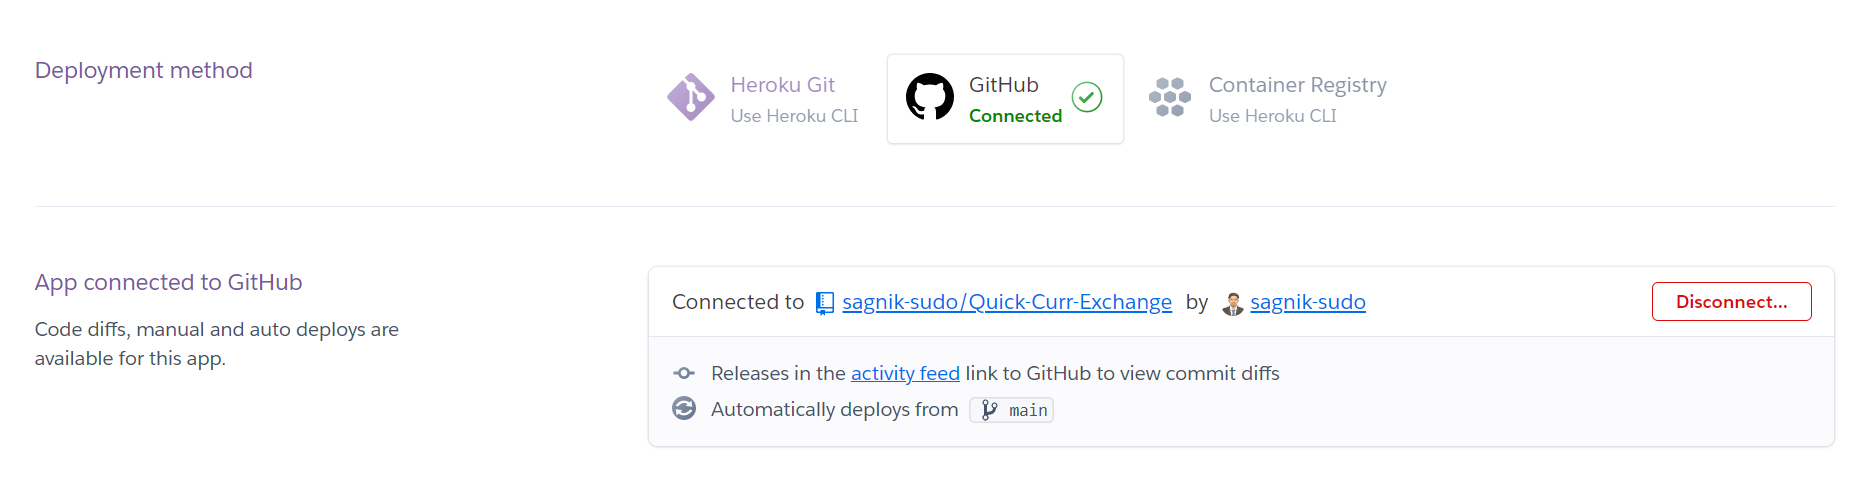 Deployment method
Heroku Git
Use Heroku CLI
GitHub
Connected
Container Registry
Use Heroku CLI
App connected to GitHub
Code diffs, manual and auto deploys are
available for this app.
Connected to sagnik-sudo/Quick-Curr-Exchange by sagnik-sudo
Disconnect...
Releases in the activity feed link to GitHub to view commit diffs
Automatically deploys from main